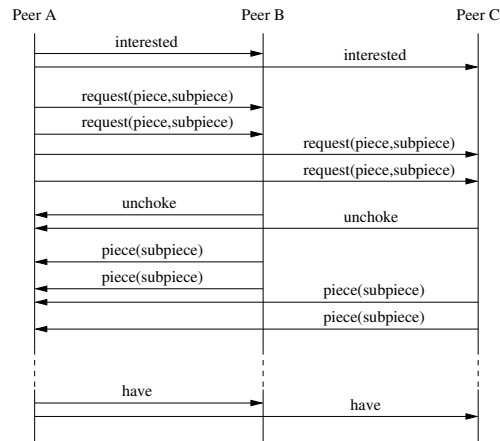 Peer A
Peer B
Peer C
interested
interested
request(piece,subpiece)
request(piece,subpiece)
request(piece,subpiece)
request(piece,subpiece)
unchoke
unchoke
piece(subpiece)
piece(subpiece)
piece(subpiece)
piece(subpiece)
have
have